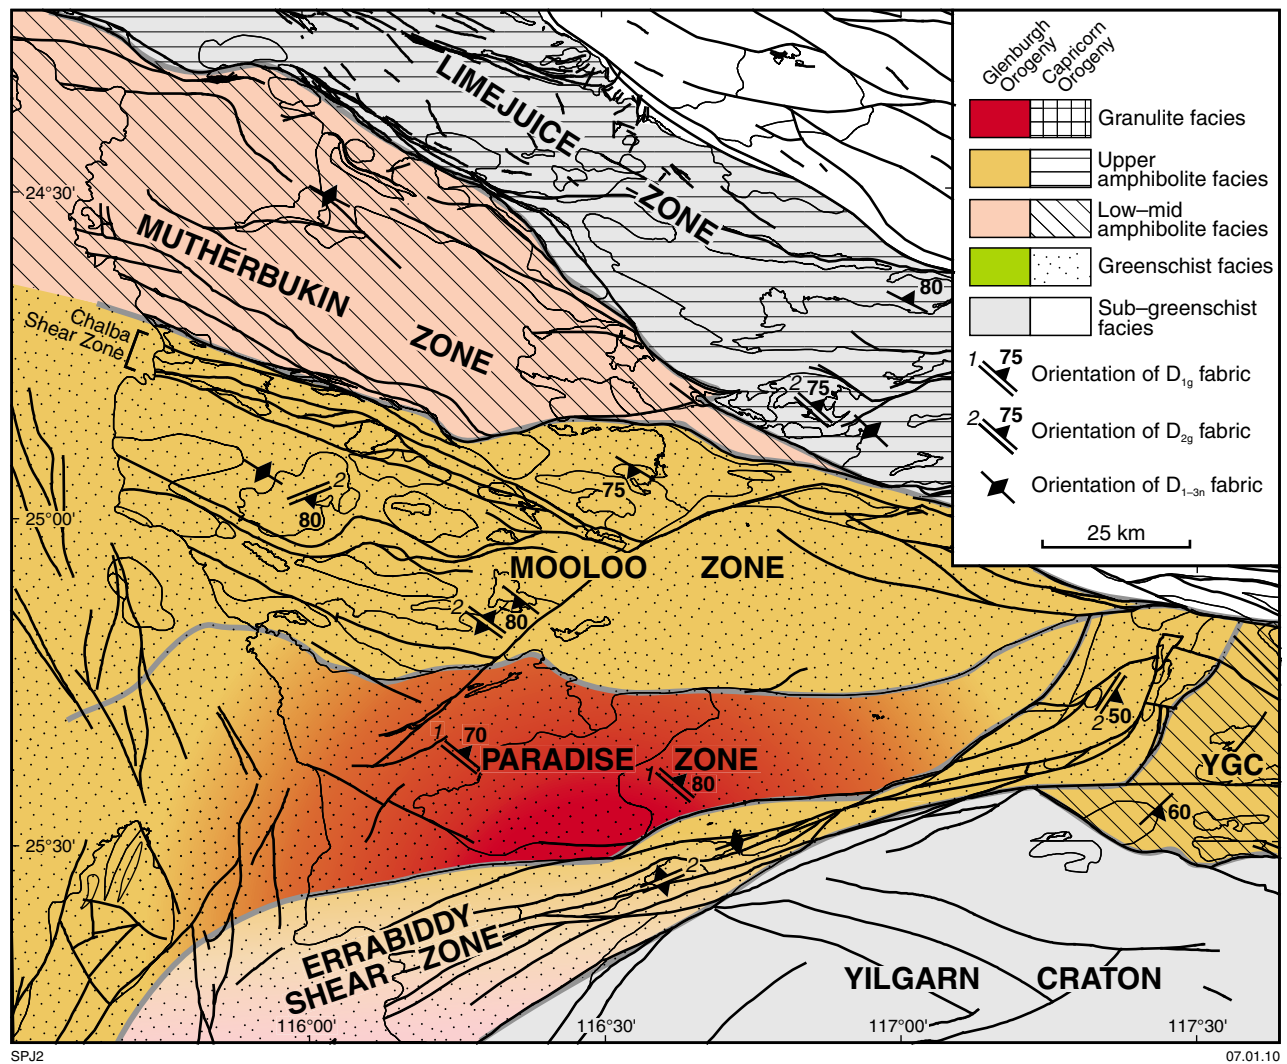 Glenburgh
Orogeny
Capricorn
Orogeny
Granulite facies
Upper
amphibolite facies
Low–mid
amphibolite facies
Greenschist facies
Sub–greenschist
facies
1 75 Orientation of D1g fabric
2 75 Orientation of D2g fabric
Orientation of D1–3n fabric
25 km
LIMEJUICE
ZONE
24°30'
MUTHERBUKIN
ZONE
80
Chalba
Shear Zone
2 75
75
2
80
25°00'
MOOLOO ZONE
2
80
2 50
1 70
PARADISE ZONE
1 80
YGC
60
25°30'
2
ERRABIDDY
SHEAR ZONE
YILGARN CRATON
116°00'
116°30'
117°00'
117°30'
SPJ2
07.01.10